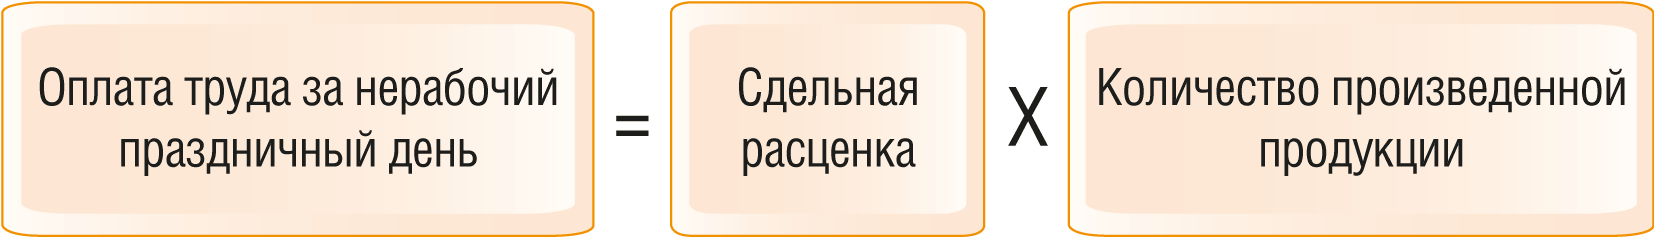 Оплата труда за нерабочий
праздничный день
=
Сдельная
расценка
X
Количество произведенной
продукции